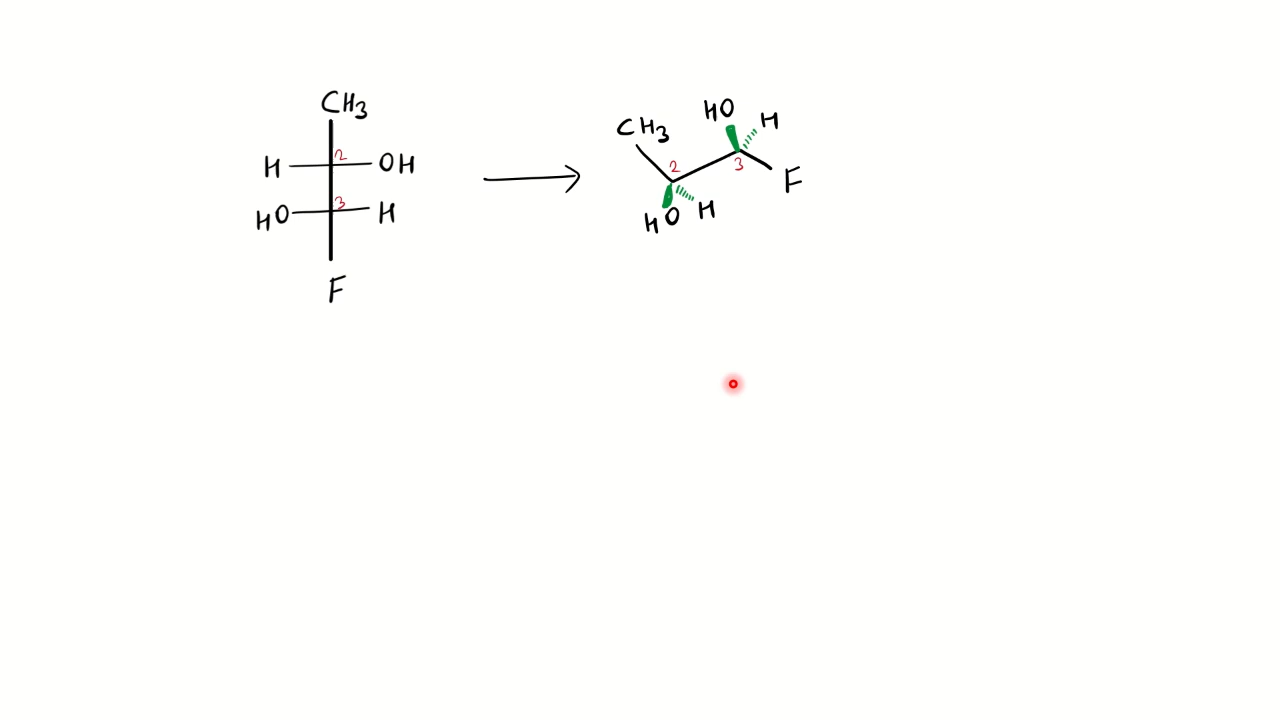 CH3
H 2 OH
HO 3 H
F
CH3 2 HO H
3 F
HO H